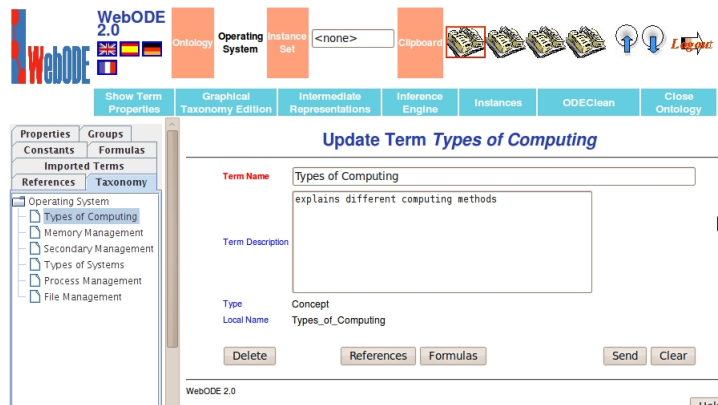 WebODE
WebODE
2.0
Ontology
Operating
System
Instance
Set
<none>
Clipboard
Logout
Show Term
Properties
Graphical
Taxonomy Edition
Intermediate
Representations
Inference
Engine
Instances
ODEClean
Close
Ontology
Properties Groups
Constants Formulas
Imported Terms
References Taxonomy
Operating System
Types of Computing
Memory Management
Secondary Management
Types of Systems
Process Management
File Management
Update Term Types of Computing
Term Name Types of Computing
explains different computing methods
Term Description
Type Concept
Local Name Types_of_Computing
Delete References Formulas Send Clear
WebODE 2.0